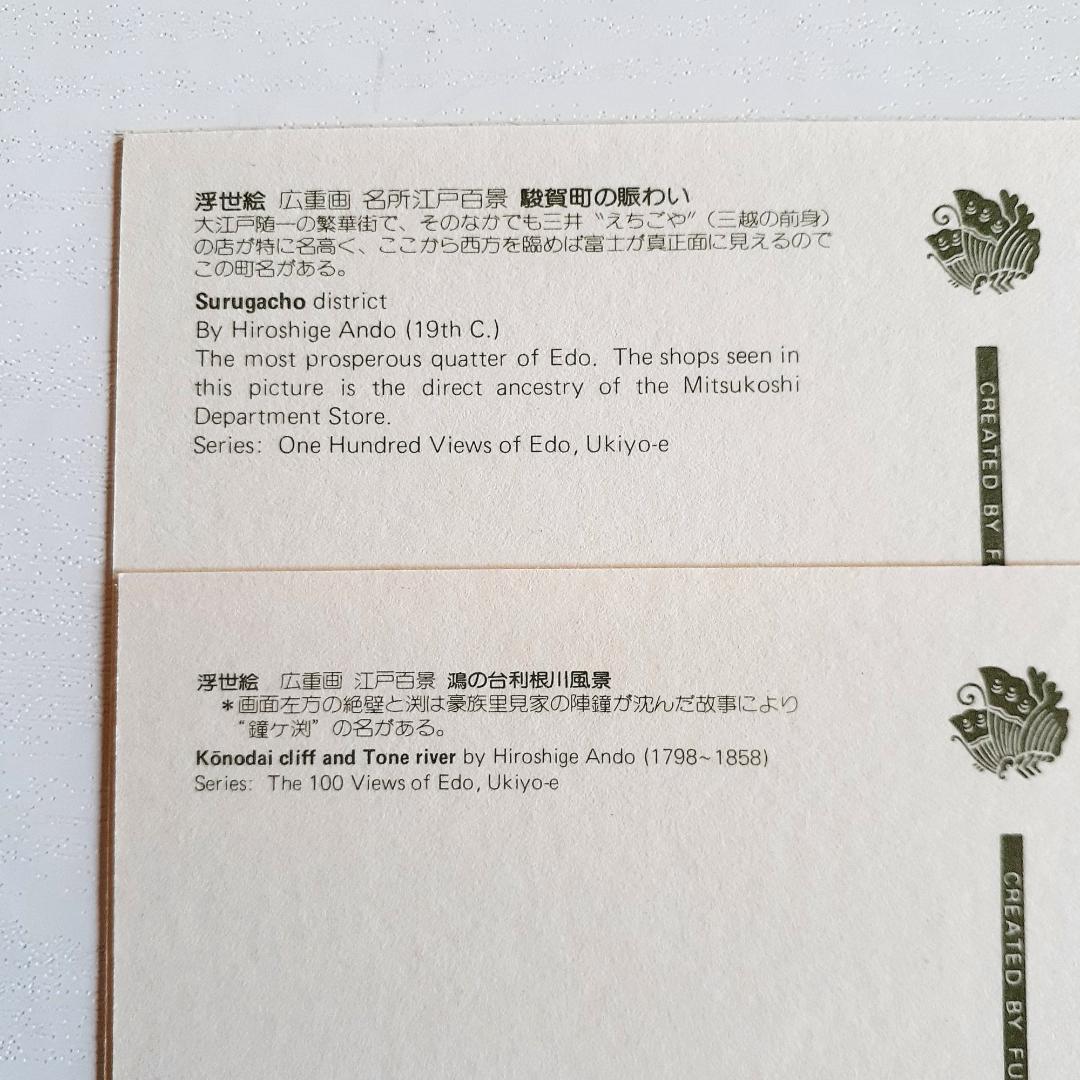 浮世絵 広重画 名所江戸百景 駿賀町の賑わい
大江戸随一の繁華街で、そのなかでも三井〝えちごや〟(三越の前身)
の店が特に名高く、ここから西方を臨めば富士が真正面に見えるので
この町名がある。
Surugacho district
By Hiroshige Ando (19th C.)
The most prosperous quatter of Edo. The shops seen in
this picture is the direct ancestry of the Mitsukoshi
Department Store.
Series: One Hundred Views of Edo, Ukiyo-e
CREATED BY F
浮世絵 広重画 江戸百景 鴻の台利根川風景
*画面左方の絶壁と渕は豪族里見家の陣鐘が沈んだ故事により
“鐘ケ渕”の名がある。
Kōnodai cliff and Tone river by Hiroshige Ando (1798~1858)
Series: The 100 Views of Edo, Ukiyo-e
CREATED BY FU